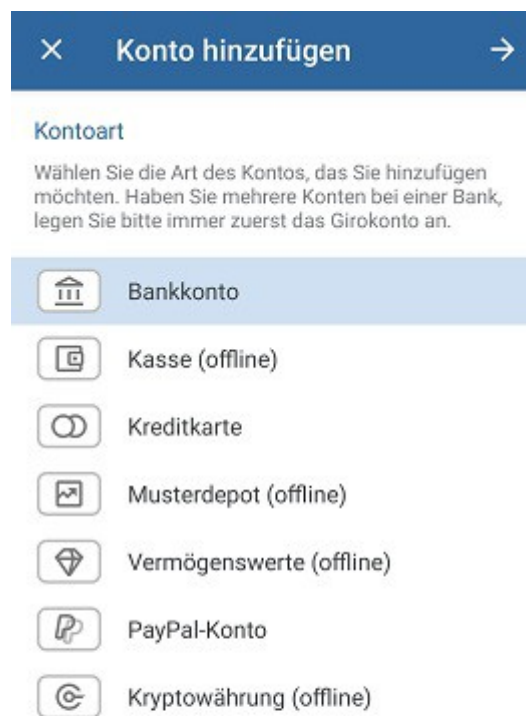 Konto hinzufügen
Kontoart
Wählen Sie die Art des Kontos, das Sie hinzufügen
möchten. Haben Sie mehrere Konten bei einer Bank,
legen Sie bitte immer zuerst das Girokonto an.
Bankkonto
Kasse (offline)
Kreditkarte
Musterdepot (offline)
Vermögenswerte (offline)
PayPal-Konto
Kryptowährung (offline)